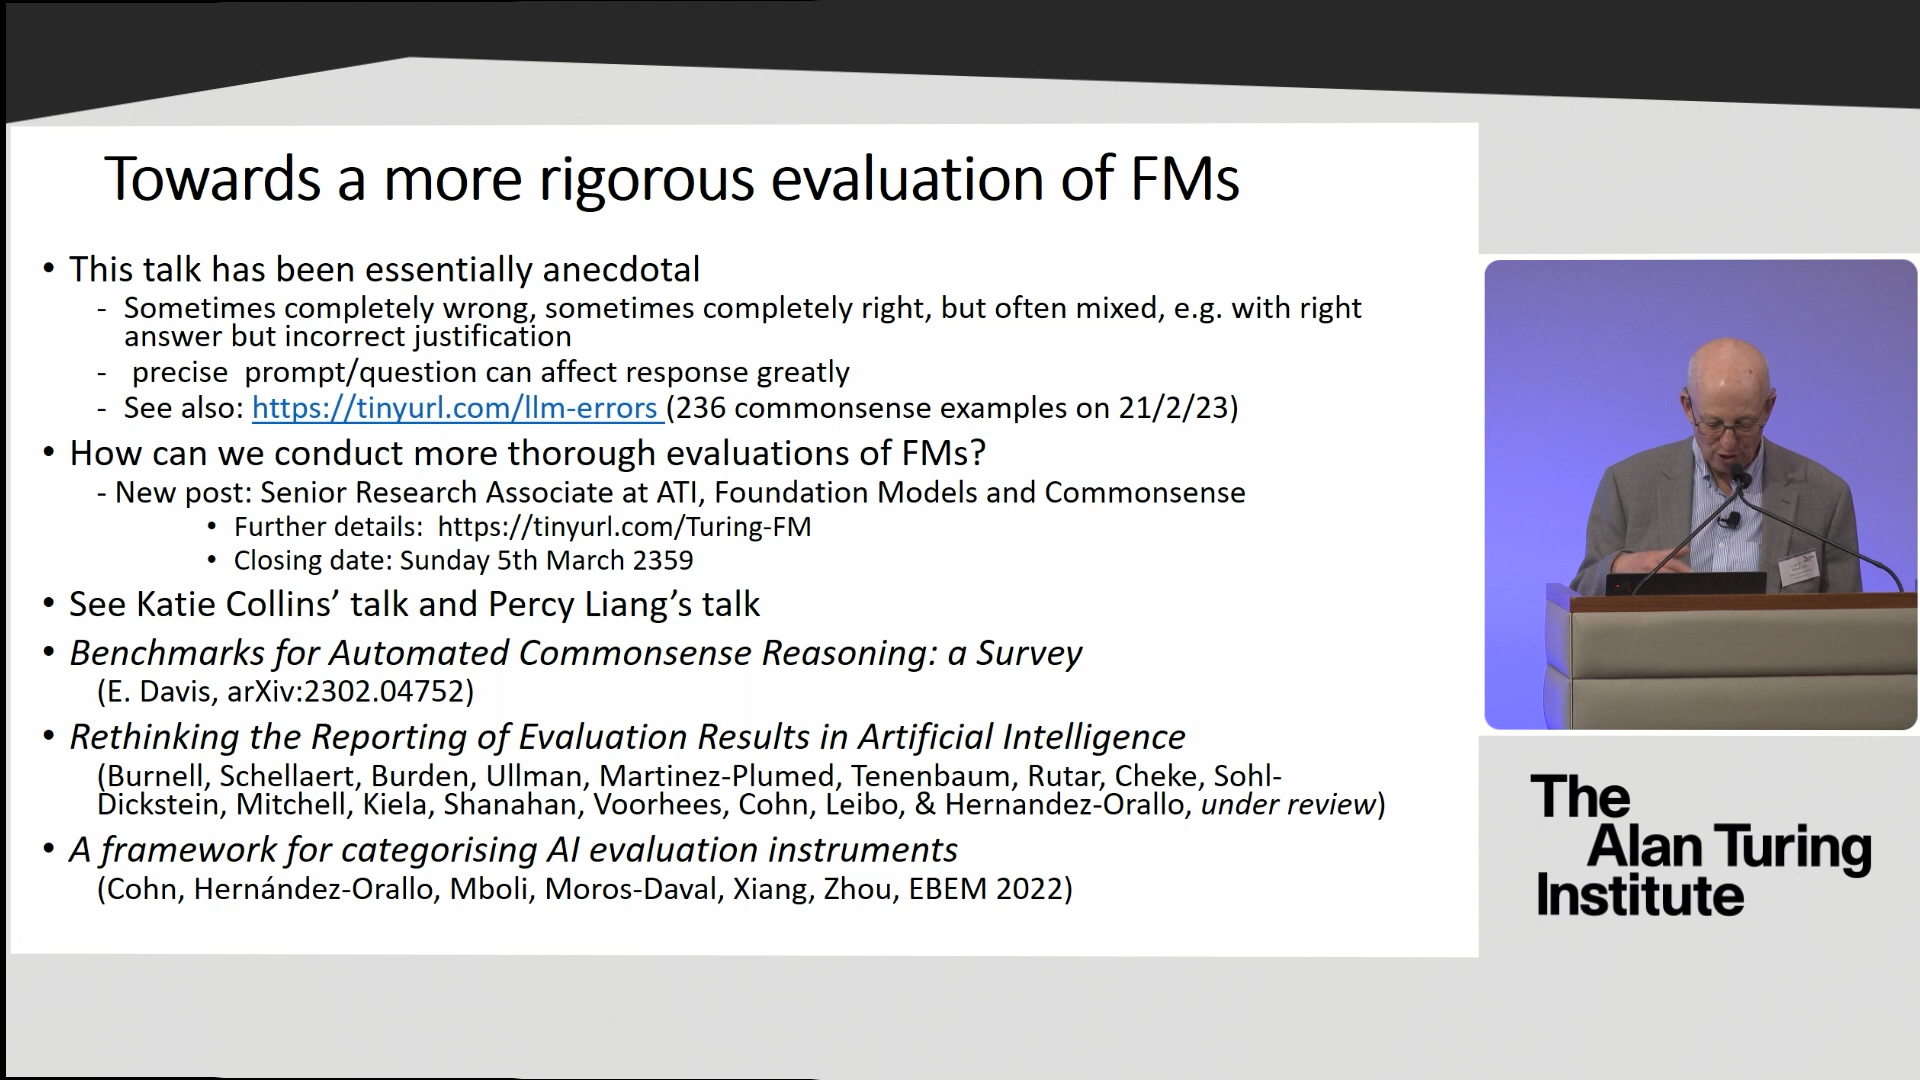 Towards a more rigorous evaluation of FMs
• This talk has been essentially anecdotal
- Sometimes completely wrong, sometimes completely right, but often mixed, e.g. with right
answer but incorrect justification
- precise prompt/question can affect response greatly
- See also: https://tinyurl.com/llm-errors (236 commonsense examples on 21/2/23)
• How can we conduct more thorough evaluations of FMs?
- New post: Senior Research Associate at ATI, Foundation Models and Commonsense
• Further details: https://tinyurl.com/Turing-FM
• Closing date: Sunday 5th March 2359
• See Katie Collins’ talk and Percy Liang’s talk
• Benchmarks for Automated Commonsense Reasoning: a Survey
(E. Davis, arXiv:2302.04752)
• Rethinking the Reporting of Evaluation Results in Artificial Intelligence
(Burnell, Schellaert, Burden, Ullman, Martinez-Plumed, Tenenbaum, Rutar, Cheke, Sohl-
Dickstein, Mitchell, Kiela, Shanahan, Voorhees, Cohn, Leibo, & Hernandez-Orallo, under review)
• A framework for categorising AI evaluation instruments
(Cohn, Hernández-Orallo, Mboli, Moros-Daval, Xiang, Zhou, EBEM 2022)
The
Alan Turing
Institute